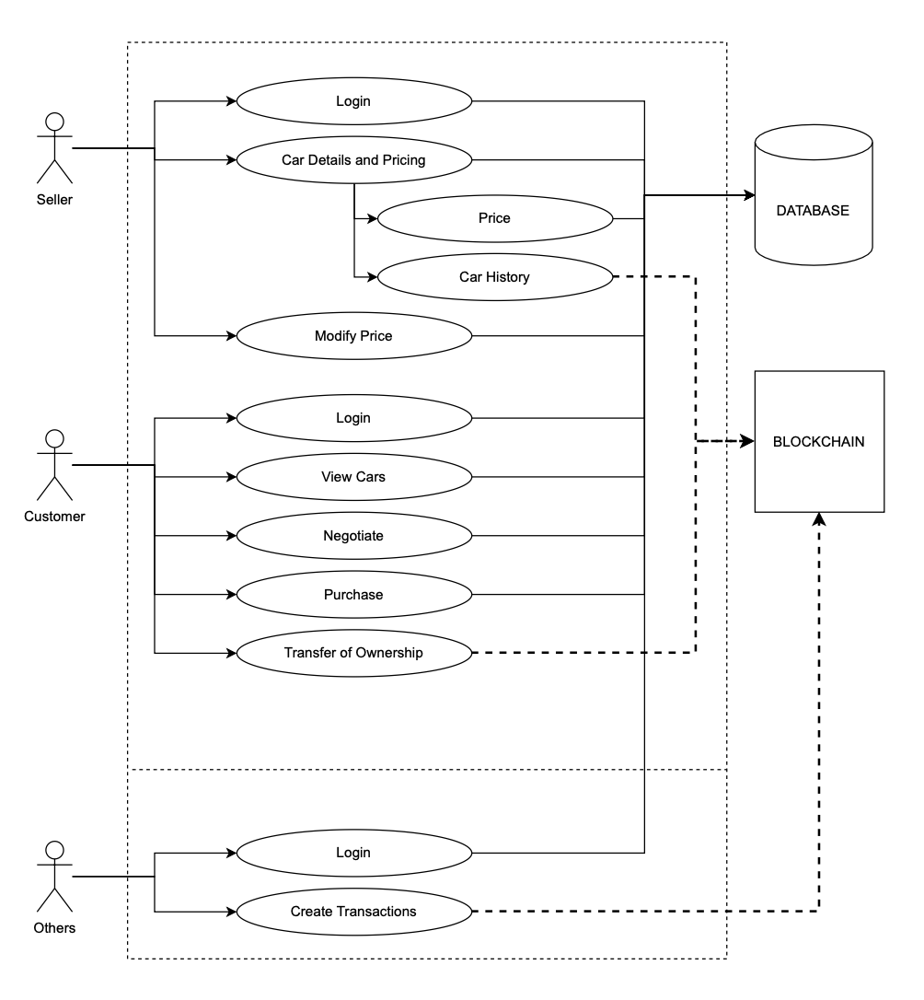 Login
Car Details and Pricing
Seller
Price
DATABASE
Car History
Modify Price
Login
BLOCKCHAIN
View Cars
Customer
Negotiate
Purchase
Transfer of Ownership
Login
Create Transactions
Others